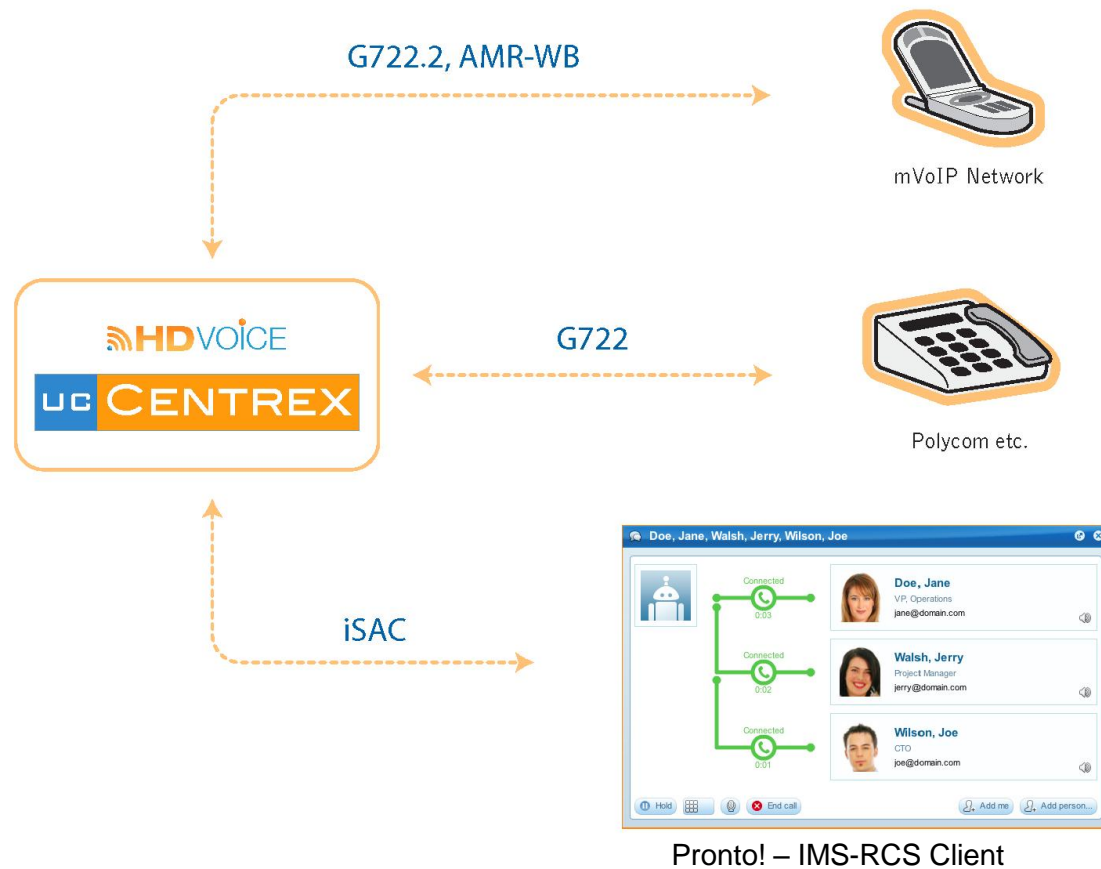 G722.2, AMR-WB
mVoIP Network
HDVOiCE
UC CENTREX
G722
Polycom etc.
iSAC
Doe, Jane, Walsh, Jerry, Wilson, Joe
Connected
0:03
Doe, Jane
VP, Operations
jane@domain.com
Connected
0:02
Walsh, Jerry
Project Manager
jerry@domain.com
Connected
0:01
Wilson, Joe
CTO
joe@domain.com
Hold
End call
Add me
Add person...
Pronto! – IMS-RCS Client